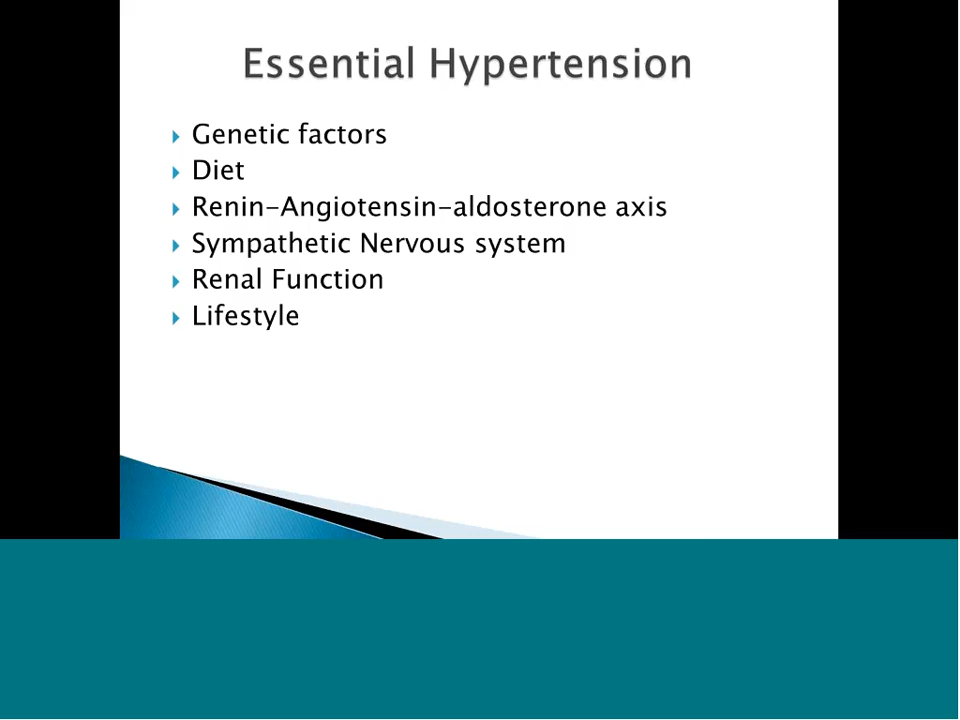 Essential Hypertension
Genetic factors
Diet
Renin-Angiotensin-aldosterone axis
Sympathetic Nervous system
Renal Function
Lifestyle